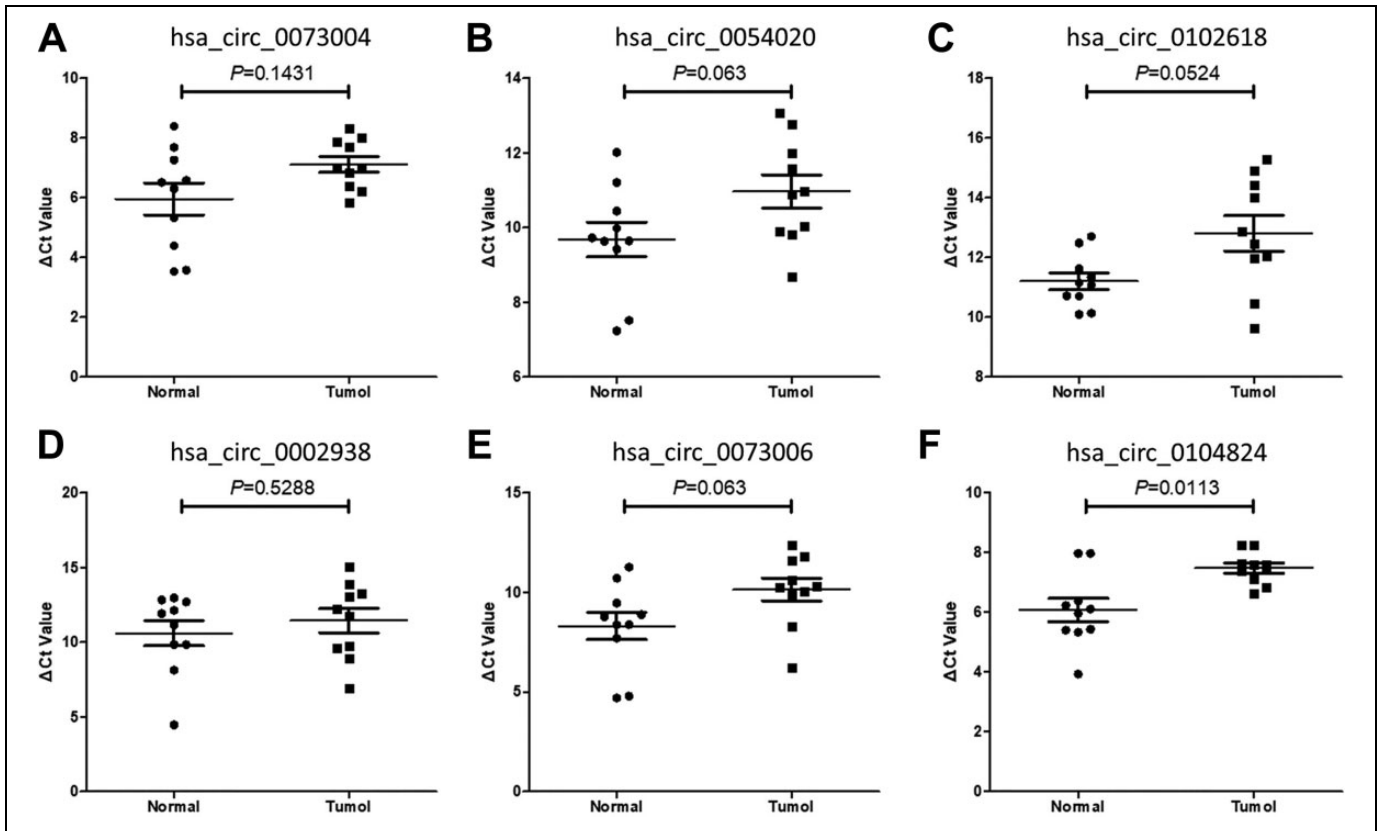 A hsa_circ_0073004
P=0.1431
10
8
6
4
2
0
ΔCt Value
Normal Tumol
B hsa_circ_0054020
P=0.063
14
12
10
8
6
ΔCt Value
Normal Tumol
C hsa_circ_0102618
P=0.0524
18
16
14
12
10
8
ΔCt Value
Normal Tumol
D hsa_circ_0002938
P=0.5288
20
15
10
5
0
ΔCt Value
Normal Tumol
E hsa_circ_0073006
P=0.063
15
10
5
0
ΔCt Value
Normal Tumol
F hsa_circ_0104824
P=0.0113
10
8
6
4
2
0
ΔCt Value
Normal Tumol